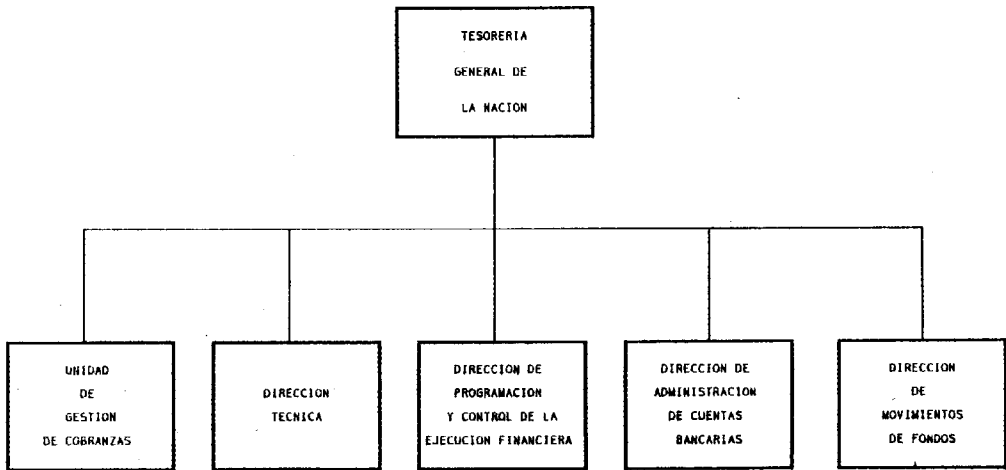 TESORERIA
GENERAL DE
LA NACION
UNIDAD
DE
GESTION
DE COBRANZAS
DIRECCION
TECNICA
DIRECCION DE
PROGRAMACION
Y CONTROL DE LA
EJECUCION FINANCIERA
DIRECCION DE
ADMINISTRACION
DE CUENTAS
BANCARIAS
DIRECCION
DE
MOVIMIENTOS
DE FONDOS